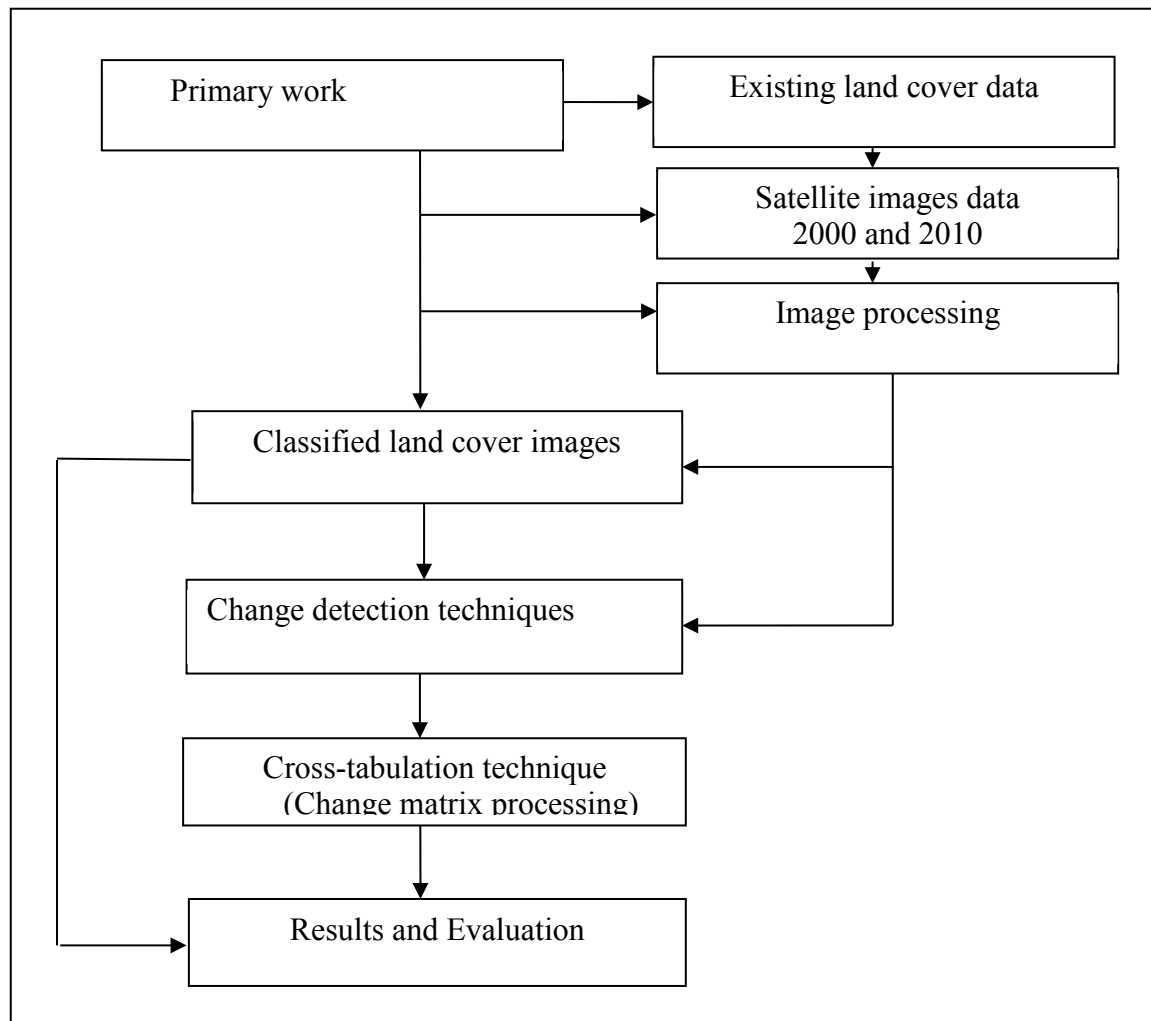 Primary work
Existing land cover data
Satellite images data
2000 and 2010
Image processing
Classified land cover images
Change detection techniques
Cross-tabulation technique
(Change matrix processing)
Results and Evaluation